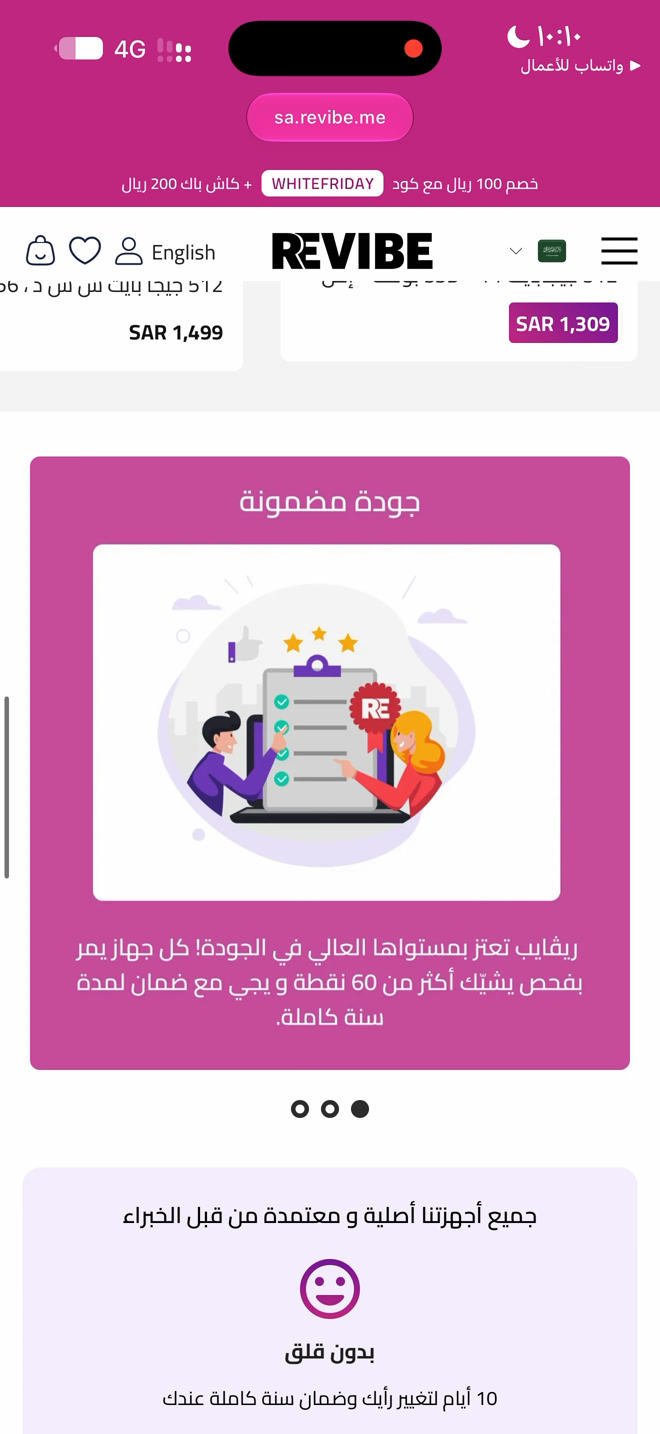 ١٠:١٠
4G
◀ واتساب للأعمال
sa.revibe.me
خصم 100 ريال مع كود WHITEFRIDAY + كاش باك 200 ريال
REVIBE
English
512 جيجا بايت س س د ،
SAR 1,309
SAR 1,499
جودة مضمونة
RE
ريڤايب تعتز بمستواها العالي في الجودة! كل جهاز يمر
بفحص يشيّك أكثر من 60 نقطة و يجي مع ضمان لمدة
سنة كاملة.
جميع أجهزتنا أصلية و معتمدة من قبل الخبراء
بدون قلق
10 أيام لتغيير رأيك وضمان سنة كاملة عندك